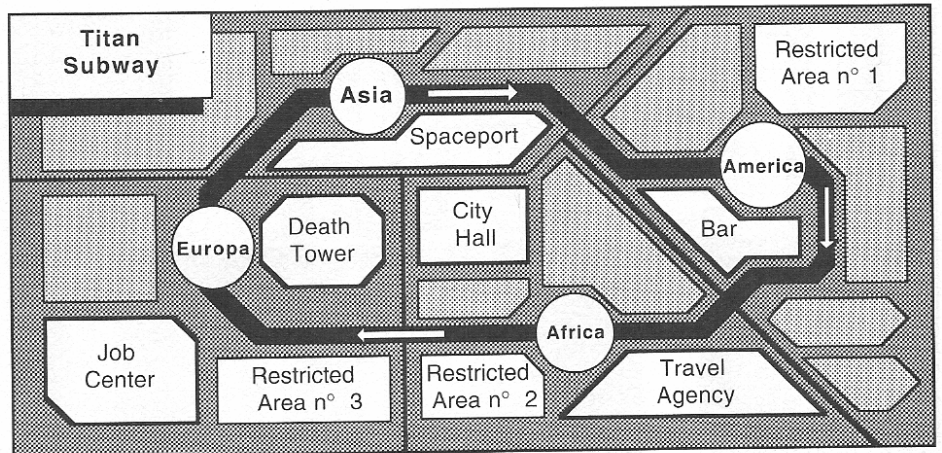 Titan
Subway
Restricted
Area n° 1
Asia
Spaceport
America
City
Hall
Bar
Death
Tower
Europa
Africa
Job
Center
Restricted
Area n° 3
Restricted
Area n° 2
Travel
Agency